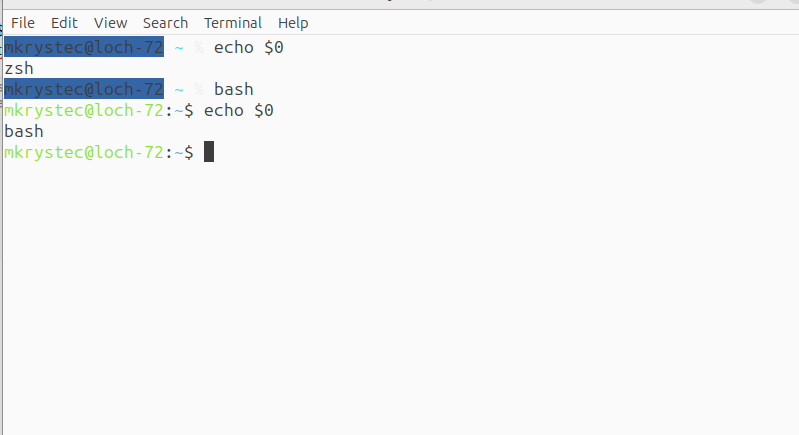 File Edit View Search Terminal Help
mkrystec@loch-72 ~ % echo $0
zsh
mkrystec@loch-72 ~ % bash
mkrystec@loch-72:~$ echo $0
bash
mkrystec@loch-72:~$